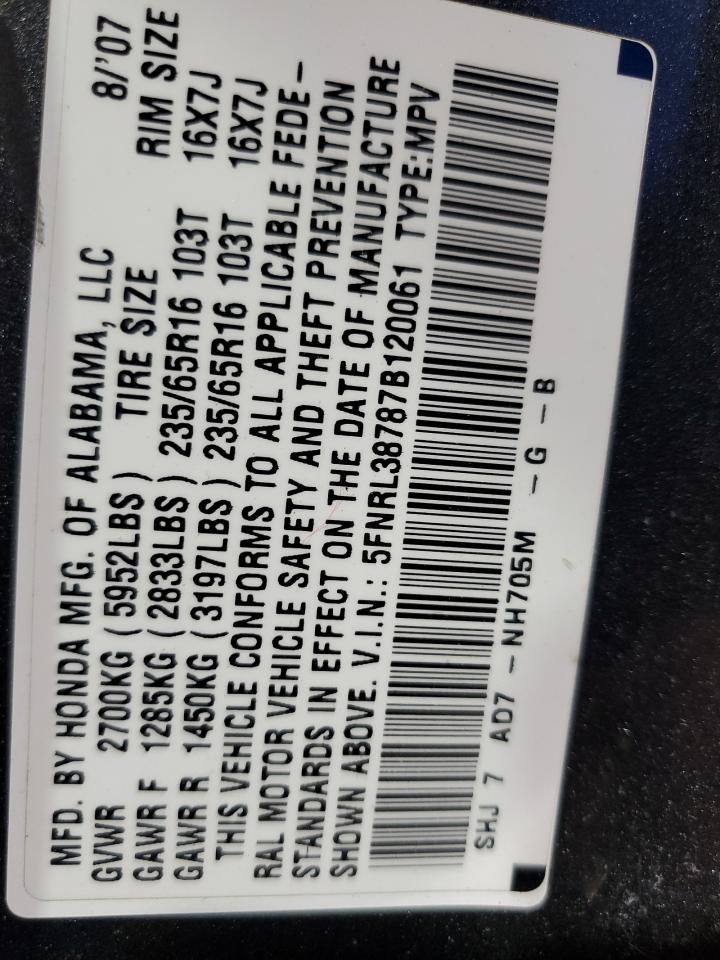 MFD. BY HONDA MFG. OF ALABAMA, LLC 8/'07
GVWR 2700KG (5952LBS) TIRE SIZE RIM SIZE
GAWR F 1285KG (2833LBS) 235/65R16 103T 16X7J
GAWR R 1450KG (3197LBS) 235/65R16 103T 16X7J
THIS VEHICLE CONFORMS TO ALL APPLICABLE FEDE-
RAL MOTOR VEHICLE SAFETY AND THEFT PREVENTION
STANDARDS IN EFFECT ON THE DATE OF MANUFACTURE
SHOWN ABOVE. V.I.N.: 5FNRL38787B120061 TYPE:MPV
SHJ 7 AD7 -NH705M -G -B